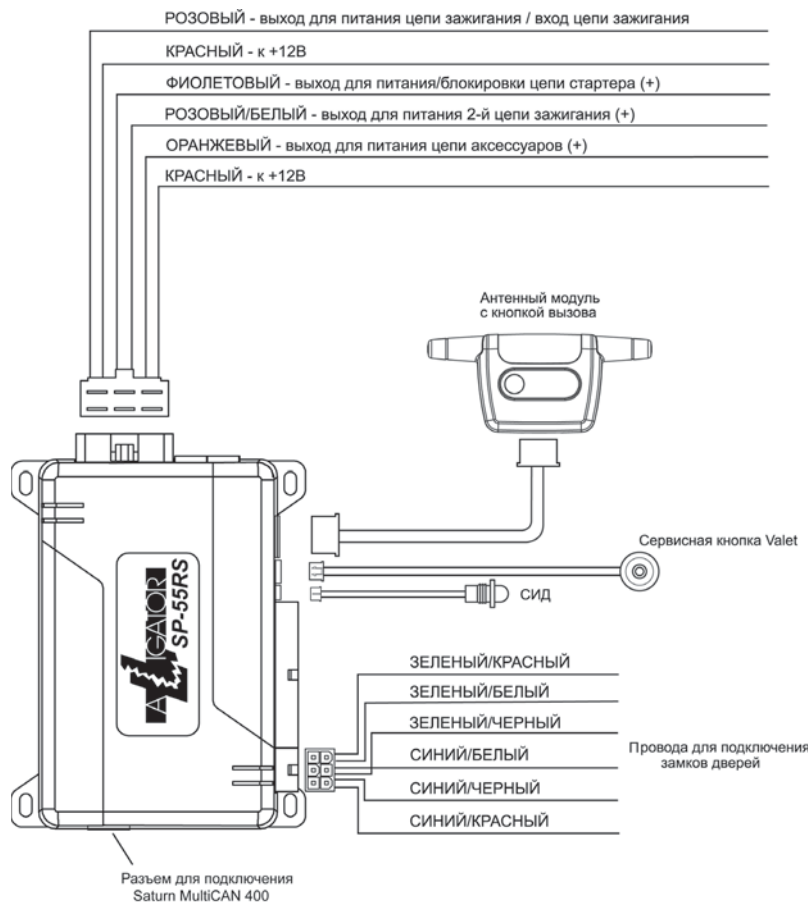 РОЗОВЫЙ - выход для питания цепи зажигания / вход цепи зажигания
КРАСНЫЙ - к +12В
ФИОЛЕТОВЫЙ - выход для питания/блокировки цепи стартера (+)
РОЗОВЫЙ/БЕЛЫЙ - выход для питания 2-й цепи зажигания (+)
ОРАНЖЕВЫЙ - выход для питания цепи аксессуаров (+)
КРАСНЫЙ - к +12В
Антенный модуль
с кнопкой вызова
Сервисная кнопка Valet
СИД
ALLIGATOR
SP-55RS
ЗЕЛЕНЫЙ/КРАСНЫЙ
ЗЕЛЕНЫЙ/БЕЛЫЙ
ЗЕЛЕНЫЙ/ЧЕРНЫЙ
СИНИЙ/БЕЛЫЙ
СИНИЙ/ЧЕРНЫЙ
СИНИЙ/КРАСНЫЙ
Провода для подключения
замков дверей
Разъем для подключения
Saturn MultiCAN 400